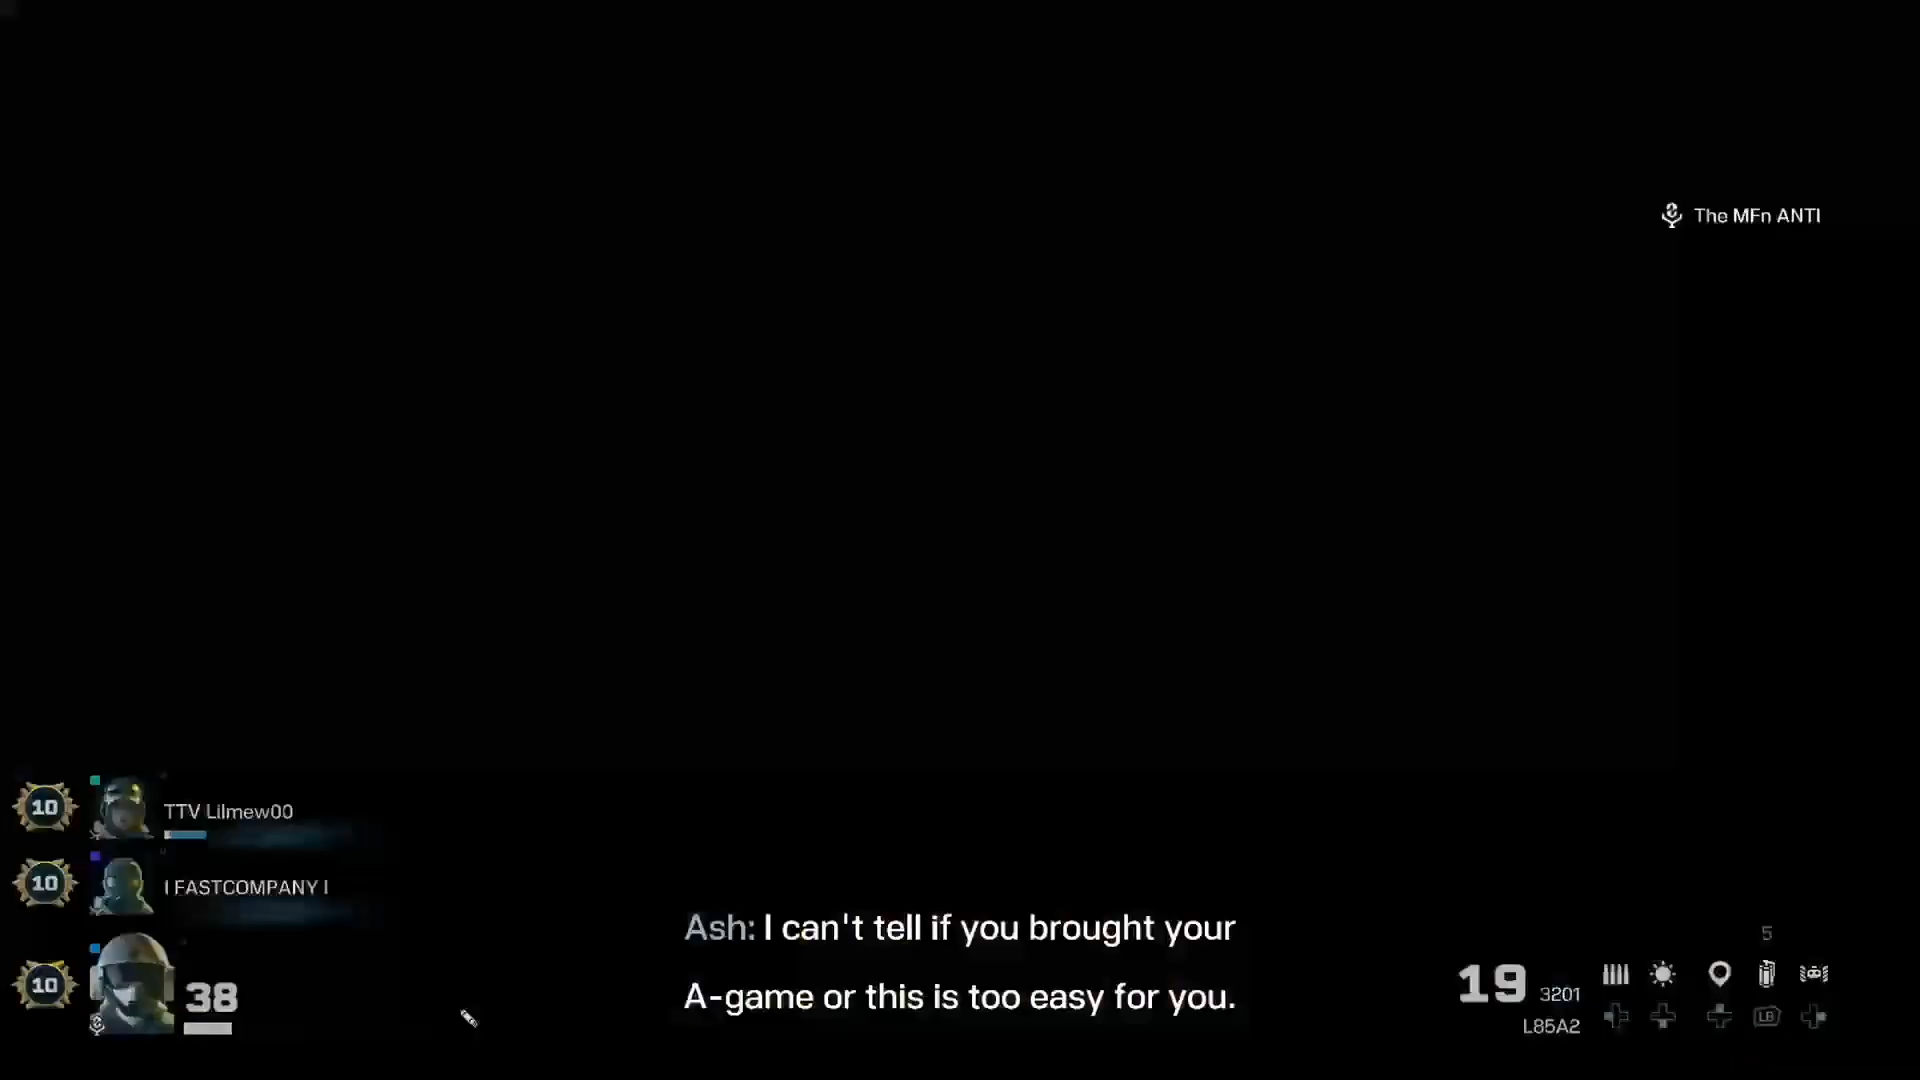 The MFn ANTI
10
TTV Lilmew00
10
I FASTCOMPANY I
10
38
Ash: I can't tell if you brought your
A-game or this is too easy for you.
5
19 3201
L85A2
LB